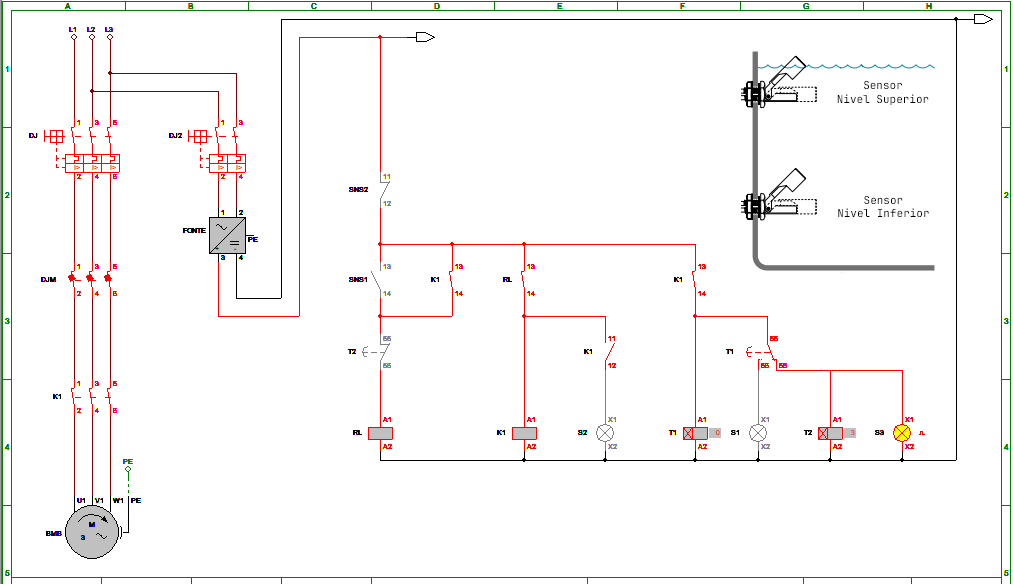 A B C D E F G H
L1 L2 L3
1 1
Sensor
Nivel Superior
DJ 1 3 5
DJ2 1 3
2 4 6
2 4
11
SNS2
12
2 2
Sensor
Nivel Inferior
FONTE 1 2
PE
3 4
DJM 1 3 5
2 4 6
SNS1 13
14
K1 13
14
RL 13
14
K1 13
14
3 3
T2 55
56
K1 11
12
T1 55
56 56
K1 1 3 5
2 4 6
RL A1
A2
K1 A1
A2
S2 X1
X2
T1 A1
0
A2
S1 X1
X2
T2 A1
3
A2
S3 X1
X2
4 4
PE
U1 V1 W1 PE
BMB M
3
5 5